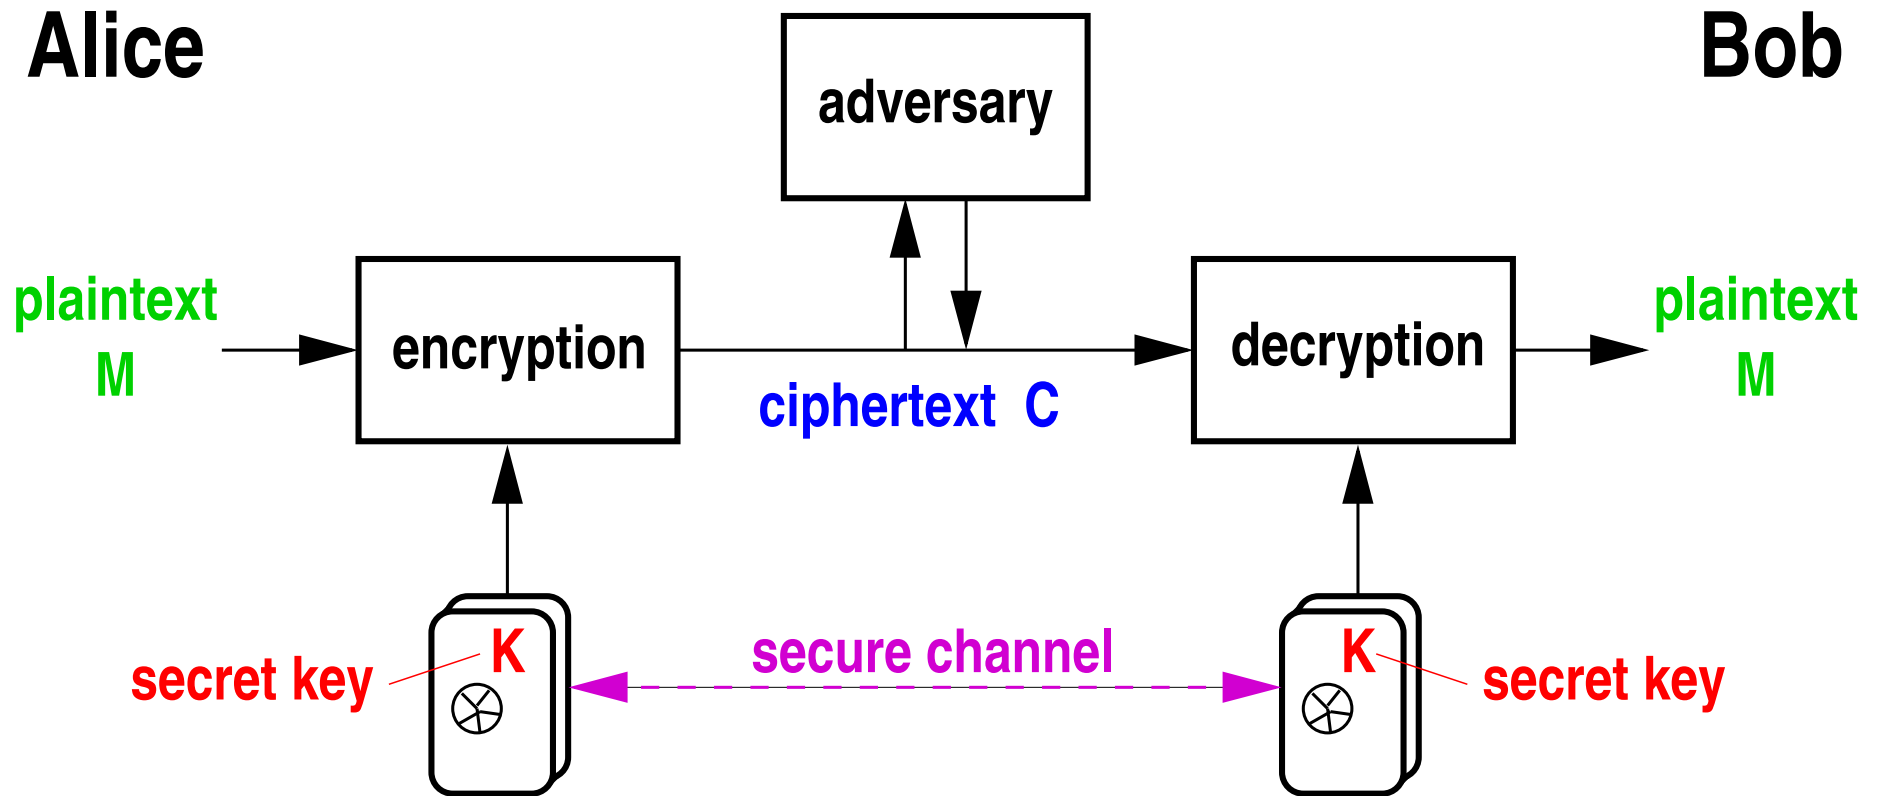 Alice
Bob
adversary
plaintext
M
encryption
ciphertext C
decryption
plaintext
M
secret key
K
secure channel
K
secret key